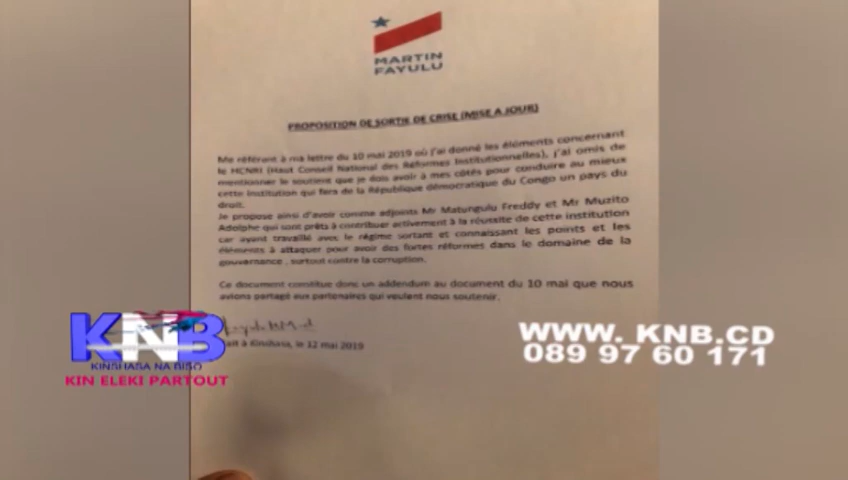 MARTIN
FAYULU
PROPOSITION DE SORTIE DE CRISE (MISE A JOUR)
Me référant à ma lettre du 10 mai 2019 où j'ai donné les éléments concernant
le HCNRI (Haut Conseil National des Réformes Institutionnelles), j'ai omis de
mentionner le soutient que je dois avoir à mes côtés pour conduire au mieux
cette institution qui fera de la République démocratique du Congo un pays du
droit.
Je propose ainsi d'avoir comme adjoints Mr Matungulu Freddy et Mr Muzito
Adolphe qui sont prêts à contribuer activement à la réussite de cette institution
car ayant travaillé avec le régime sortant et connaissant les points et les
éléments à attaquer pour avoir des fortes réformes dans le domaine de la
gouvernance , surtout contre la corruption.
Ce document constitue donc un addendum au document du 10 mai que nous
avions partagé aux partenaires qui veulent nous soutenir.
Fait à Kinshasa, le 12 mai 2019
KNB
KINSHASA NA BISO
KIN ELEKI PARTOUT
WWW. KNB.CD
089 97 60 171